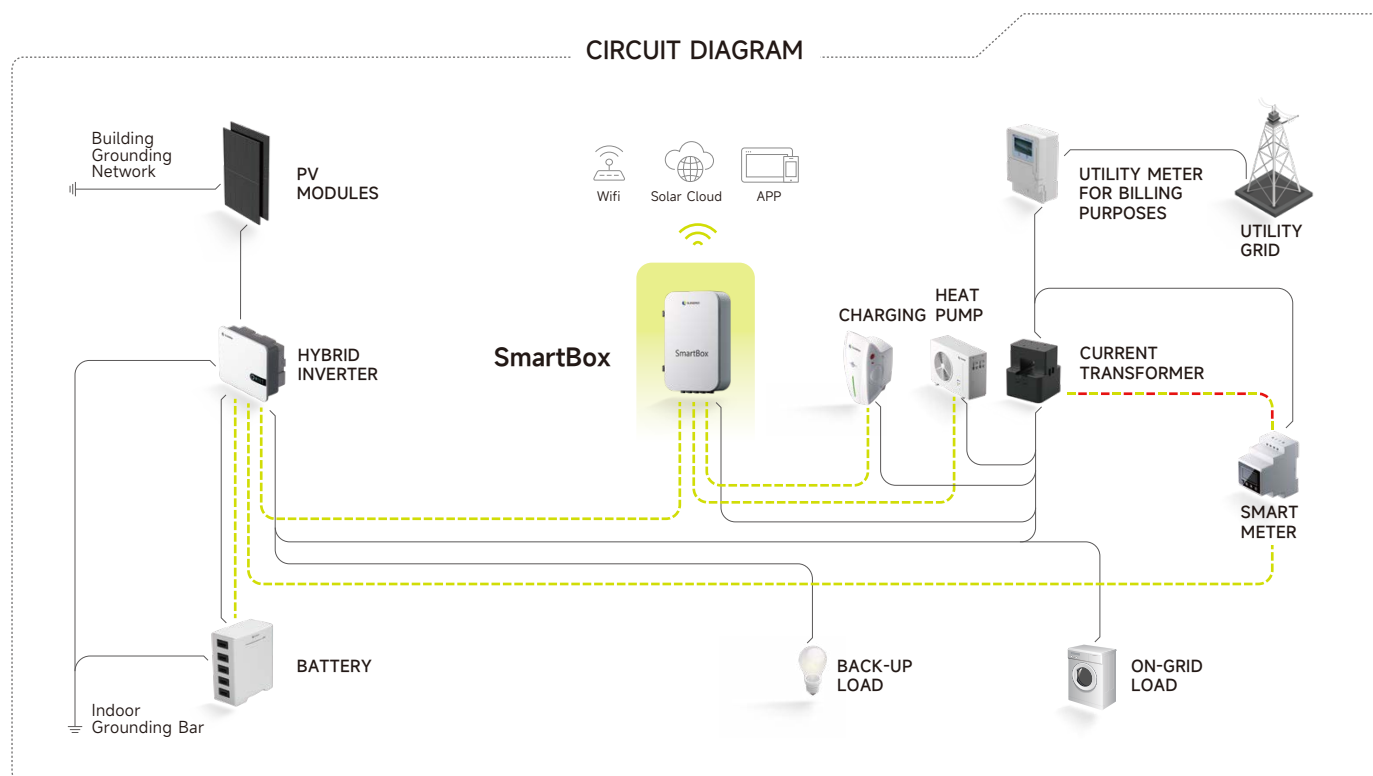 CIRCUIT DIAGRAM
Building
Grounding
Network
PV
MODULES
Wifi
Solar Cloud
APP
UTILITY METER
FOR BILLING
PURPOSES
UTILITY
GRID
HYBRID
INVERTER
SmartBox
SmartBox
CHARGING
HEAT
PUMP
CURRENT
TRANSFORMER
SMART
METER
BATTERY
BACK-UP
LOAD
ON-GRID
LOAD
Indoor
Grounding Bar